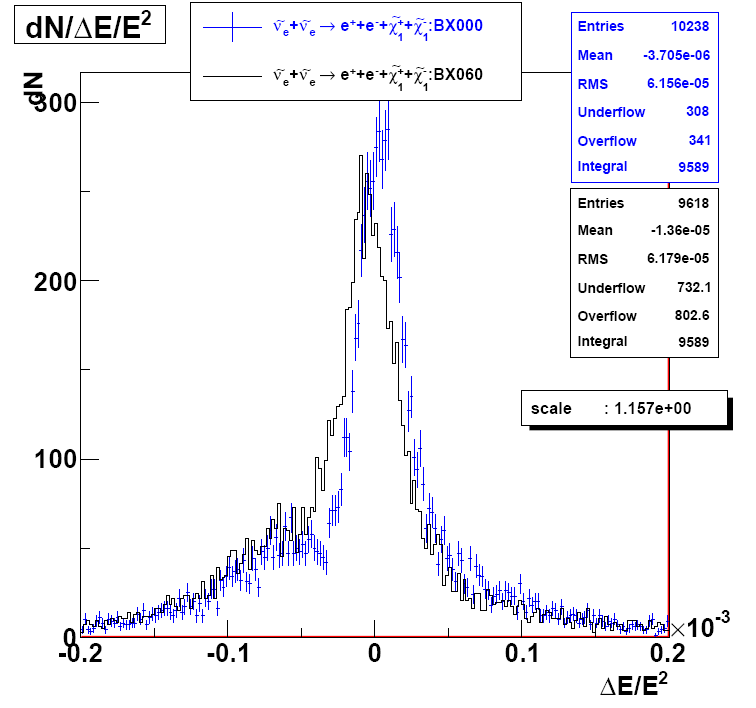 dN/ΔE/E²
ν̃ₑ+ν̃ₑ → e⁺+e⁻+χ̃₁⁺+χ̃₁⁻:BX000
ν̃ₑ+ν̃ₑ → e⁺+e⁻+χ̃₁⁺+χ̃₁⁻:BX060
Entries 10238
Mean -3.705e-06
RMS 6.156e-05
Underflow 308
Overflow 341
Integral 9589
Entries 9618
Mean -1.36e-05
RMS 6.179e-05
Underflow 732.1
Overflow 802.6
Integral 9589
scale : 1.157e+00
dN
300
200
100
0
-0.2 -0.1 0 0.1 0.2
×10⁻³
ΔE/E²